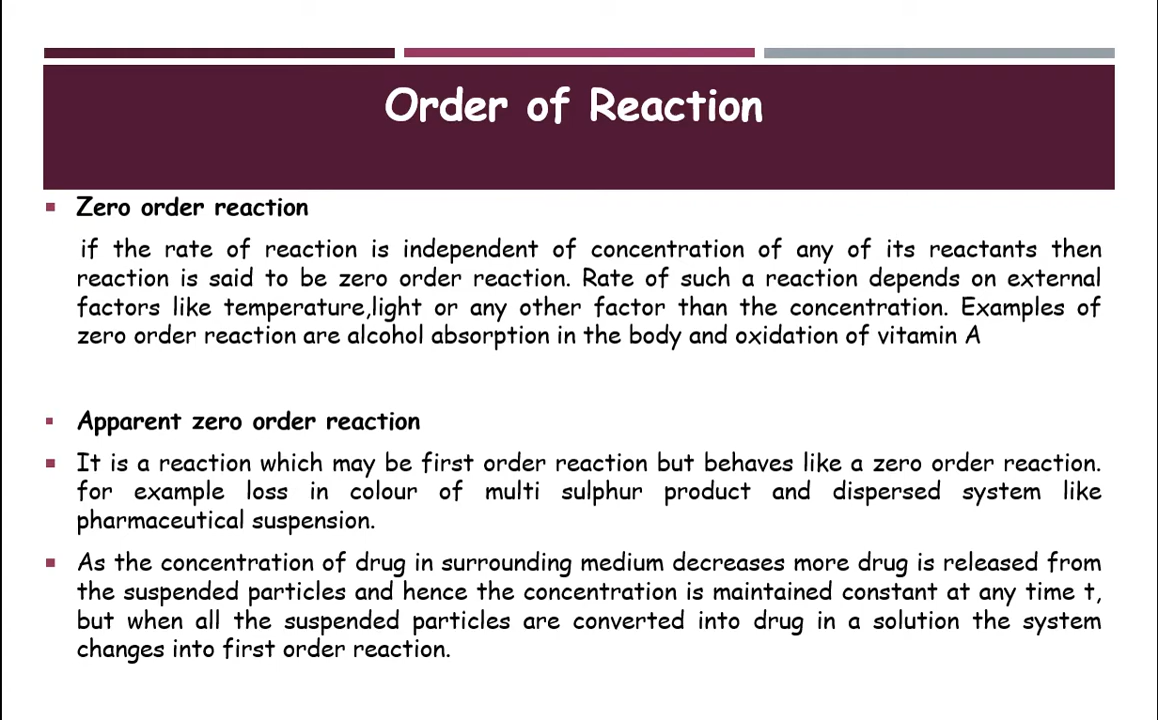 Order of Reaction
Zero order reaction
if the rate of reaction is independent of concentration of any of its reactants then
reaction is said to be zero order reaction. Rate of such a reaction depends on external
factors like temperature,light or any other factor than the concentration. Examples of
zero order reaction are alcohol absorption in the body and oxidation of vitamin A
Apparent zero order reaction
It is a reaction which may be first order reaction but behaves like a zero order reaction.
for example loss in colour of multi sulphur product and dispersed system like
pharmaceutical suspension.
As the concentration of drug in surrounding medium decreases more drug is released from
the suspended particles and hence the concentration is maintained constant at any time t,
but when all the suspended particles are converted into drug in a solution the system
changes into first order reaction.